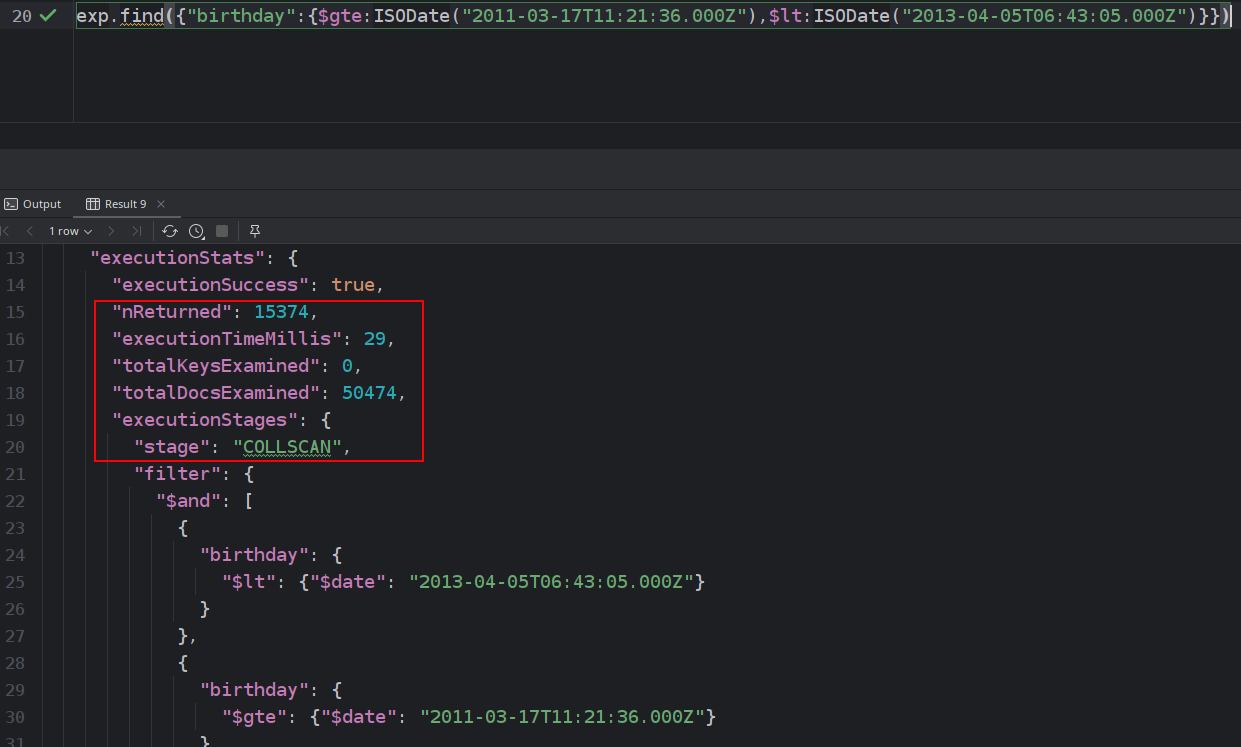 20 exp.find({"birthday":{$gte:ISODate("2011-03-17T11:21:36.000Z"),$lt:ISODate("2013-04-05T06:43:05.000Z")}})
Output Result 9
1 row
13 "executionStats": {
14 "executionSuccess": true,
15 "nReturned": 15374,
16 "executionTimeMillis": 29,
17 "totalKeysExamined": 0,
18 "totalDocsExamined": 50474,
19 "executionStages": {
20 "stage": "COLLSCAN",
21 "filter": {
22 "$and": [
23 {
24 "birthday": {
25 "$lt": {"$date": "2013-04-05T06:43:05.000Z"}
26 }
27 },
28 {
29 "birthday": {
30 "$gte": {"$date": "2011-03-17T11:21:36.000Z"}
31 }